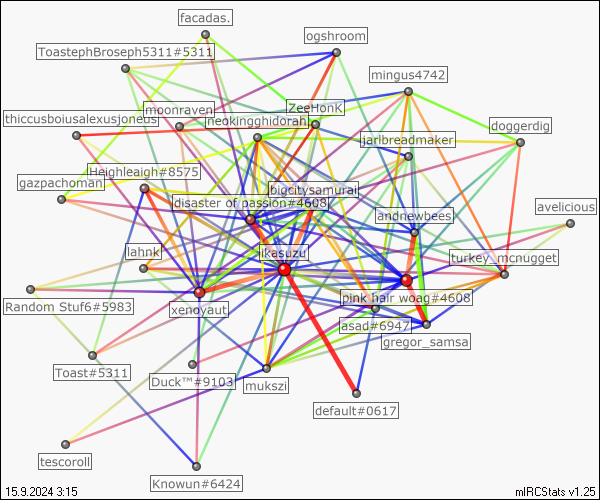 facadas.
ogshroom
ToastephBroseph5311#5311
mingus4742
moonraven
ZeeHonK
thiccusboiusalexusjoneus
neokingghidorah
jarlbreadmaker
doggerdig
Heighleaigh#8575
gazpachoman
bigcitysamurai
disaster of passion#4608
andnewbees
avelicious
lahnk
ikasuzu
turkey_mcnugget
Random Stuf6#5983
xenoyaut
pink hair woag#4608
asad#6947
gregor_samsa
Toast#5311
Duck™#9103
mukszi
default#0617
tescoroll
Knowun#6424
15.9.2024 3:15
mIRCStats v1.25